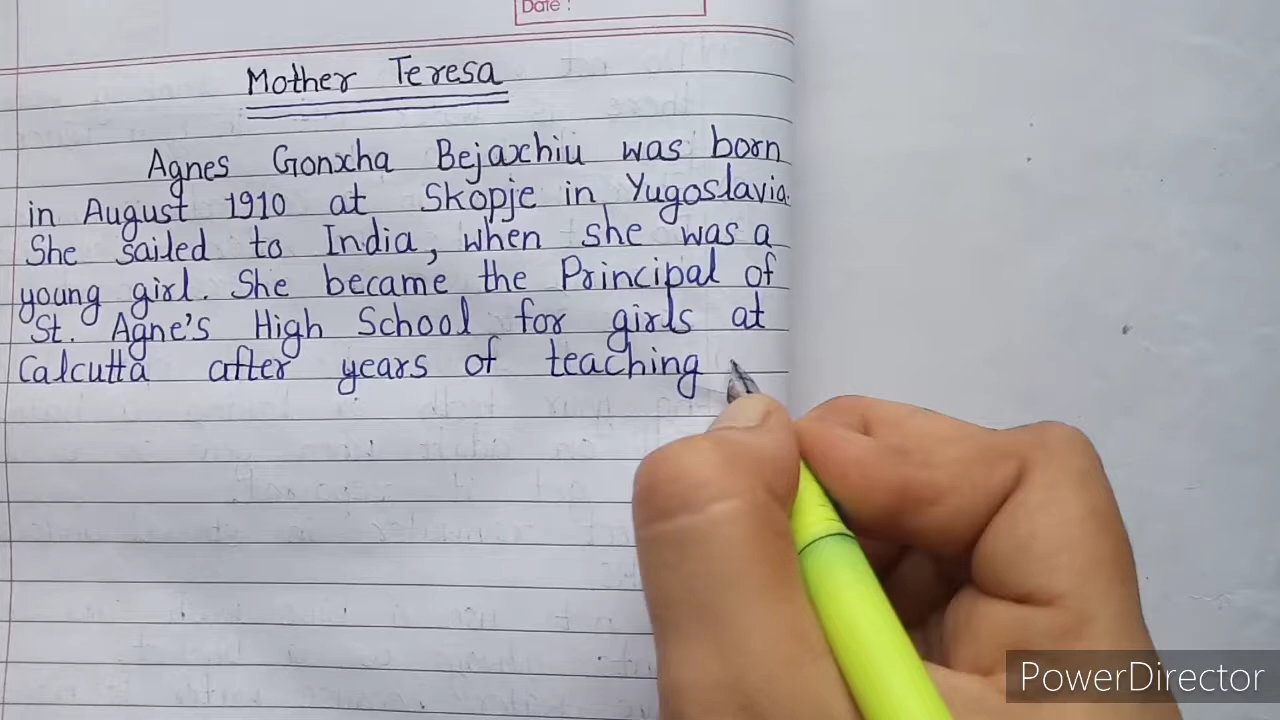 Date :
Mother Teresa
Agnes Gonxha Bejaxhiu was born
in August 1910 at Skopje in Yugoslavia.
She sailed to India, when she was a
young girl. She became the Principal of
St. Agne's High School for girls at
Calcutta after years of teaching
PowerDirector